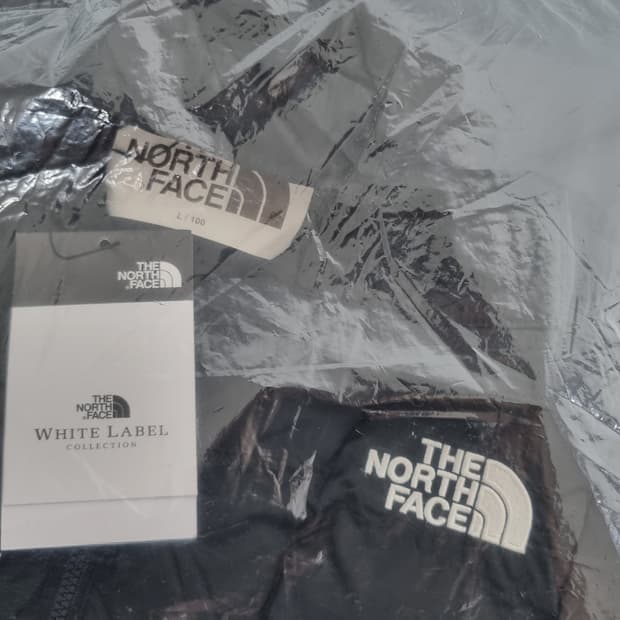 NORTH
FACE
L / 100
THE
NORTH
FACE
THE
NORTH
FACE
WHITE LABEL
COLLECTION
THE
NORTH
FACE